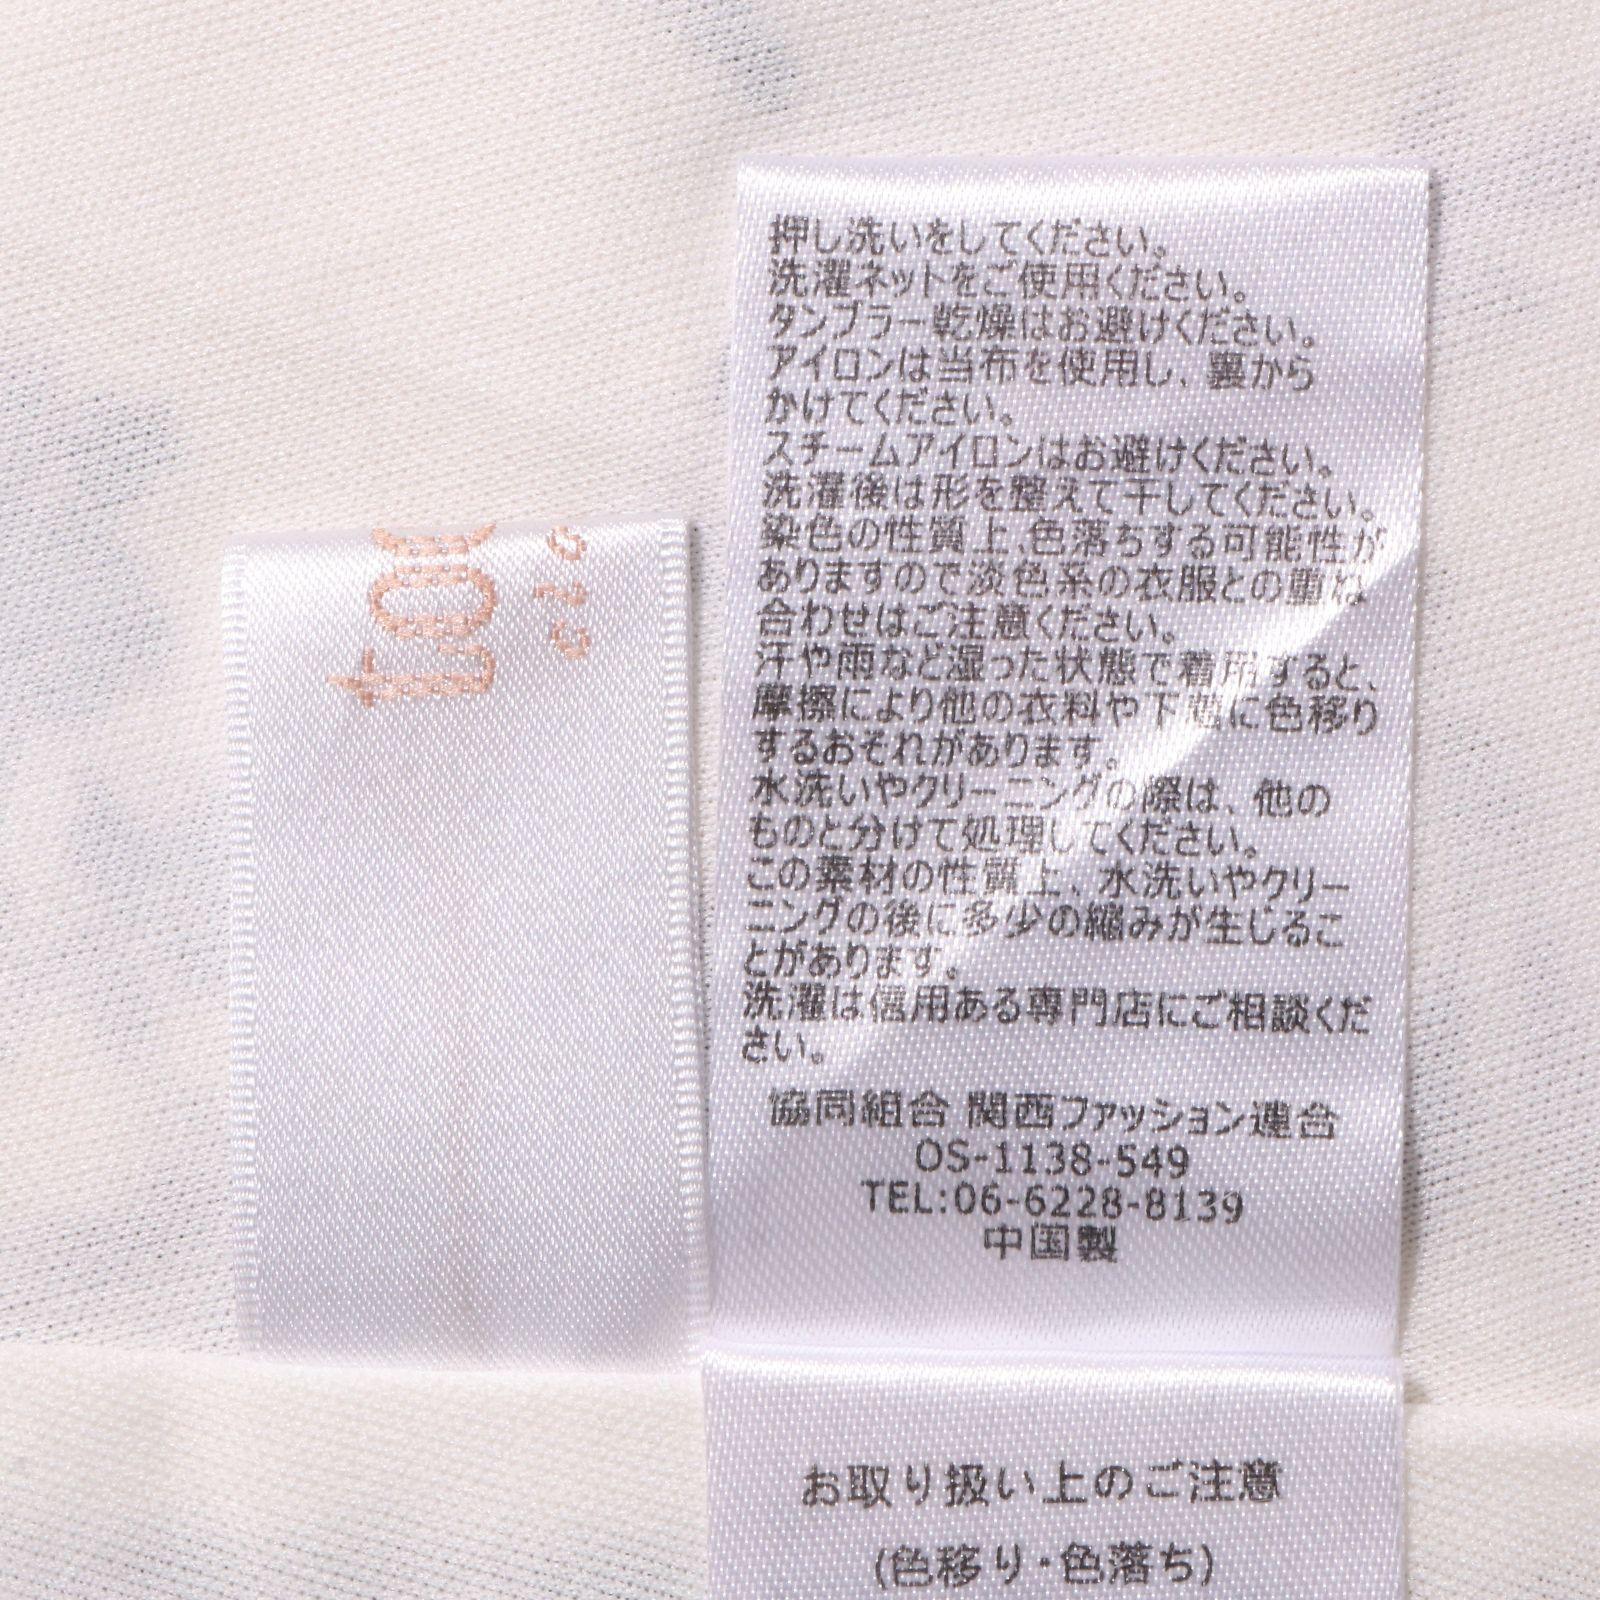 押し洗いをしてください。
洗濯ネットをご使用ください。
タンブラー乾燥はお避けください。
アイロンは当布を使用し、裏から
かけてください。
スチームアイロンはお避けください。
洗濯後は形を整えて干してください。
染色の性質上、色落ちする可能性が
ありますので淡色系の衣服との重ね
合わせはご注意ください。
汗や雨など湿った状態で着用すると、
摩擦により他の衣料や下着に色移り
するおそれがあります。
水洗いやクリーニングの際は、他の
ものと分けて処理してください。
この素材の性質上、水洗いやクリー
ニングの後に多少の縮みが生じるこ
とがあります。
洗濯は信用ある専門店にご相談くだ
さい。
協同組合 関西ファッション連合
OS-1138-549
TEL:06-6228-8139
中国製
お取り扱い上のご注意
(色移り・色落ち)